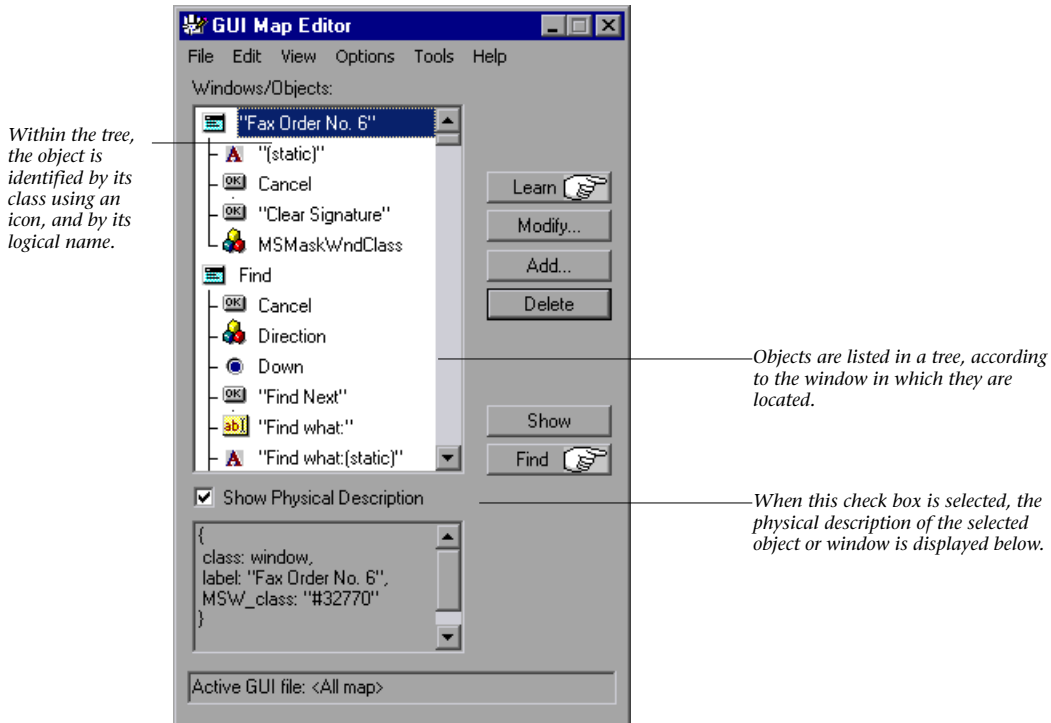 GUI Map Editor
File Edit View Options Tools Help
Windows/Objects:
"Fax Order No. 6"
"(static)"
OK Cancel
OK "Clear Signature"
MSMaskWndClass
Find
OK Cancel
Direction
Down
OK "Find Next"
ab "Find what:"
"Find what:(static)"
Learn
Modify...
Add...
Delete
Show
Find
Show Physical Description
{
class: window,
label: "Fax Order No. 6",
MSW_class: "#32770"
}
Active GUI file: <All map>
Within the tree,
the object is
identified by its
class using an
icon, and by its
logical name.
Objects are listed in a tree, according
to the window in which they are
located.
When this check box is selected, the
physical description of the selected
object or window is displayed below.